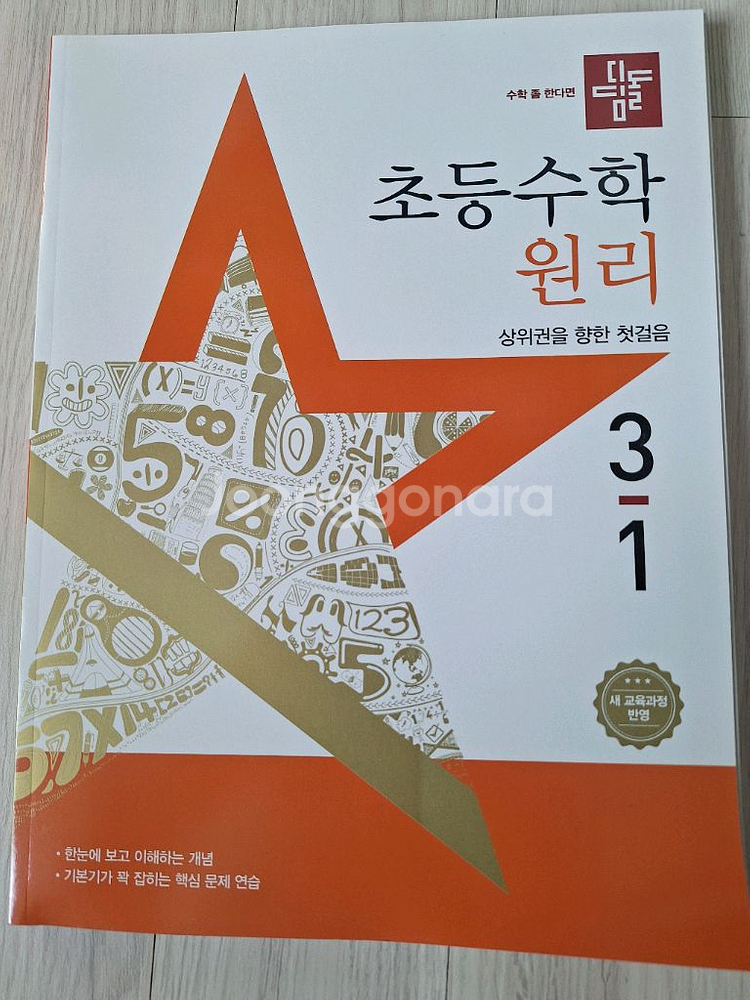 수학 좀 한다면
디딤돌
초등수학
원리
상위권을 향한 첫걸음
3
1
Joonggonara
새 교육과정
반영
• 한눈에 보고 이해하는 개념
• 기본기가 꽉 잡히는 핵심 문제 연습